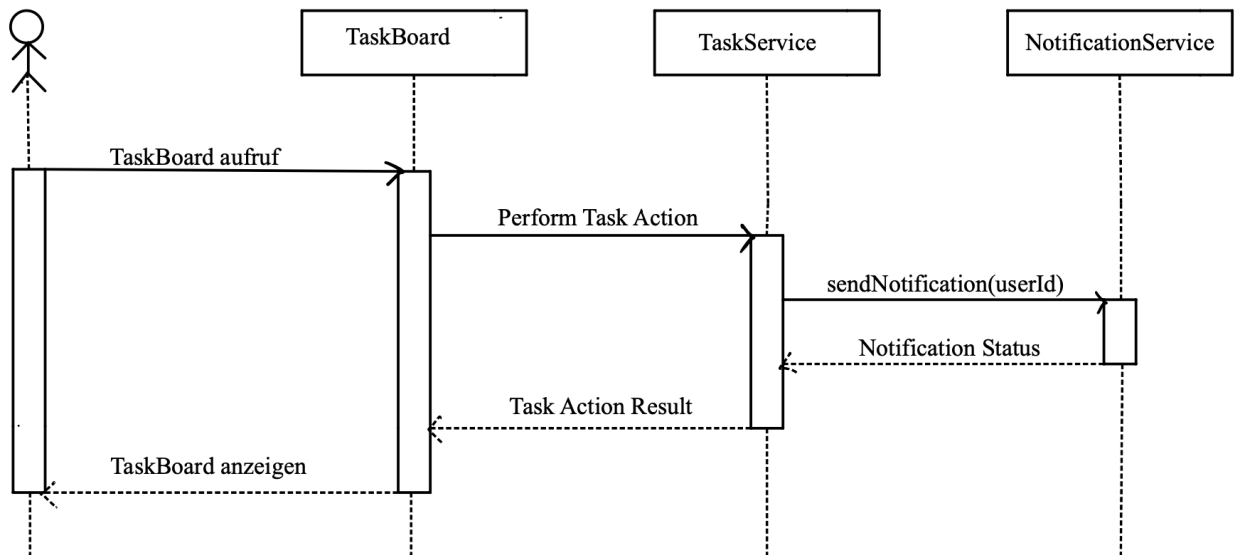 TaskBoard
TaskService
NotificationService
TaskBoard aufruf
Perform Task Action
sendNotification(userId)
Notification Status
Task Action Result
TaskBoard anzeigen